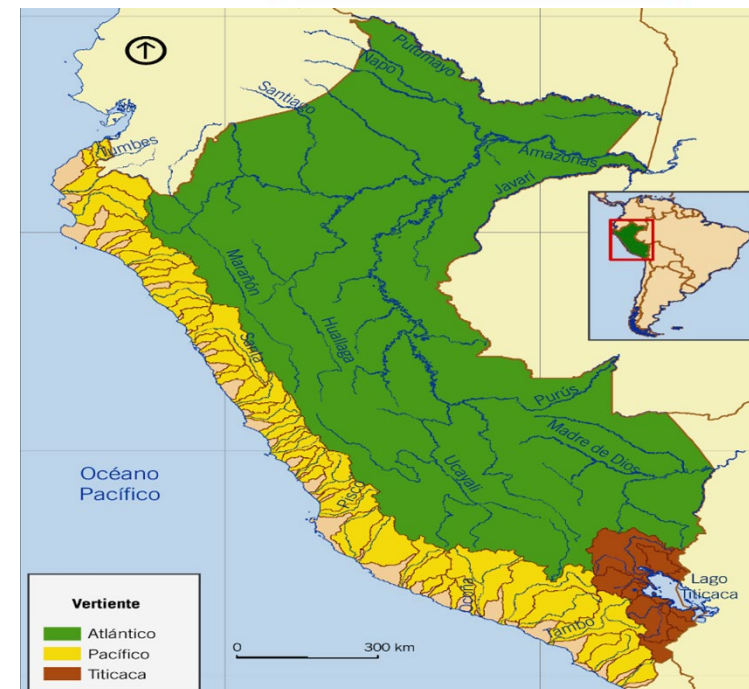 Putumayo
Napo
Santiago
Tumbes
Amazonas
Javari
Marañón
Huallaga
Santa
Purús
Madre de Dios
Ucayali
Océano
Pacífico
Pisco
Lago
Titicaca
Ocoña
Tambo
Vertiente
Atlántico
Pacífico
Titicaca
0 300 km